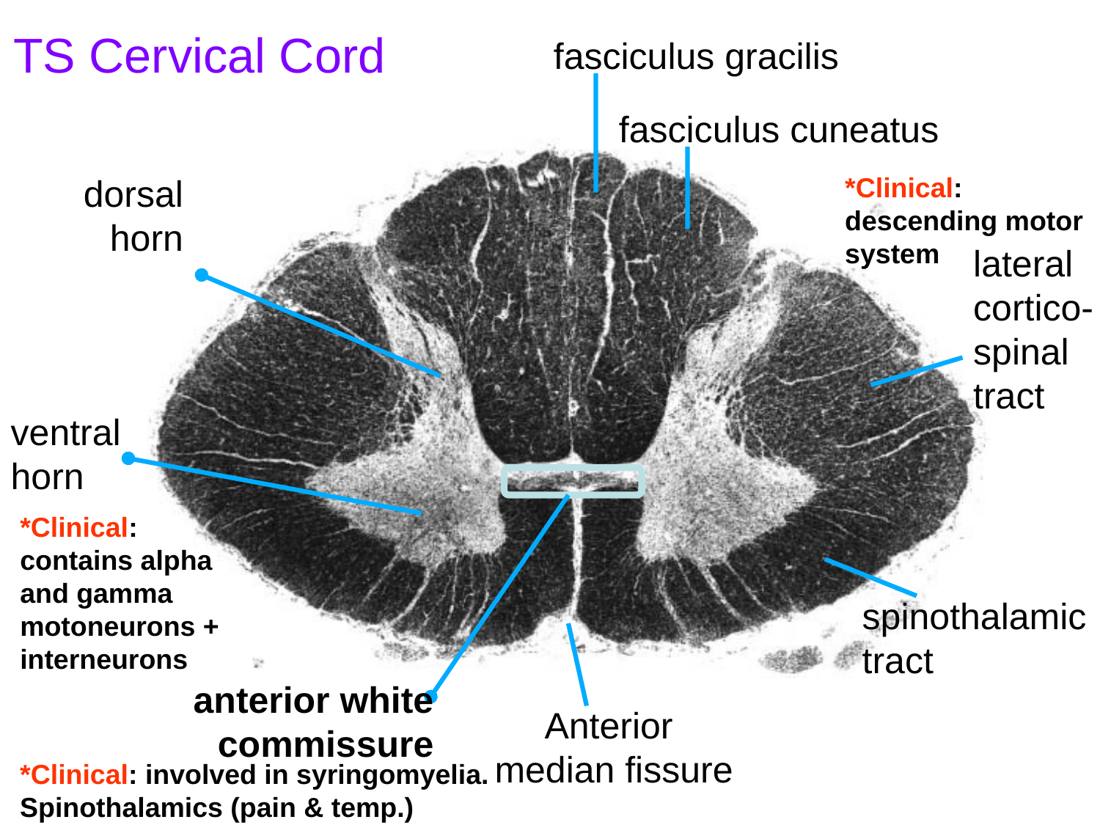 TS Cervical Cord
fasciculus gracilis
fasciculus cuneatus
dorsal
horn
*Clinical:
descending motor
system
lateral
cortico-
spinal
tract
ventral
horn
*Clinical:
contains alpha
and gamma
motoneurons +
interneurons
spinothalamic
tract
anterior white
commissure
Anterior
median fissure
*Clinical: involved in syringomyelia.
Spinothalamics (pain & temp.)